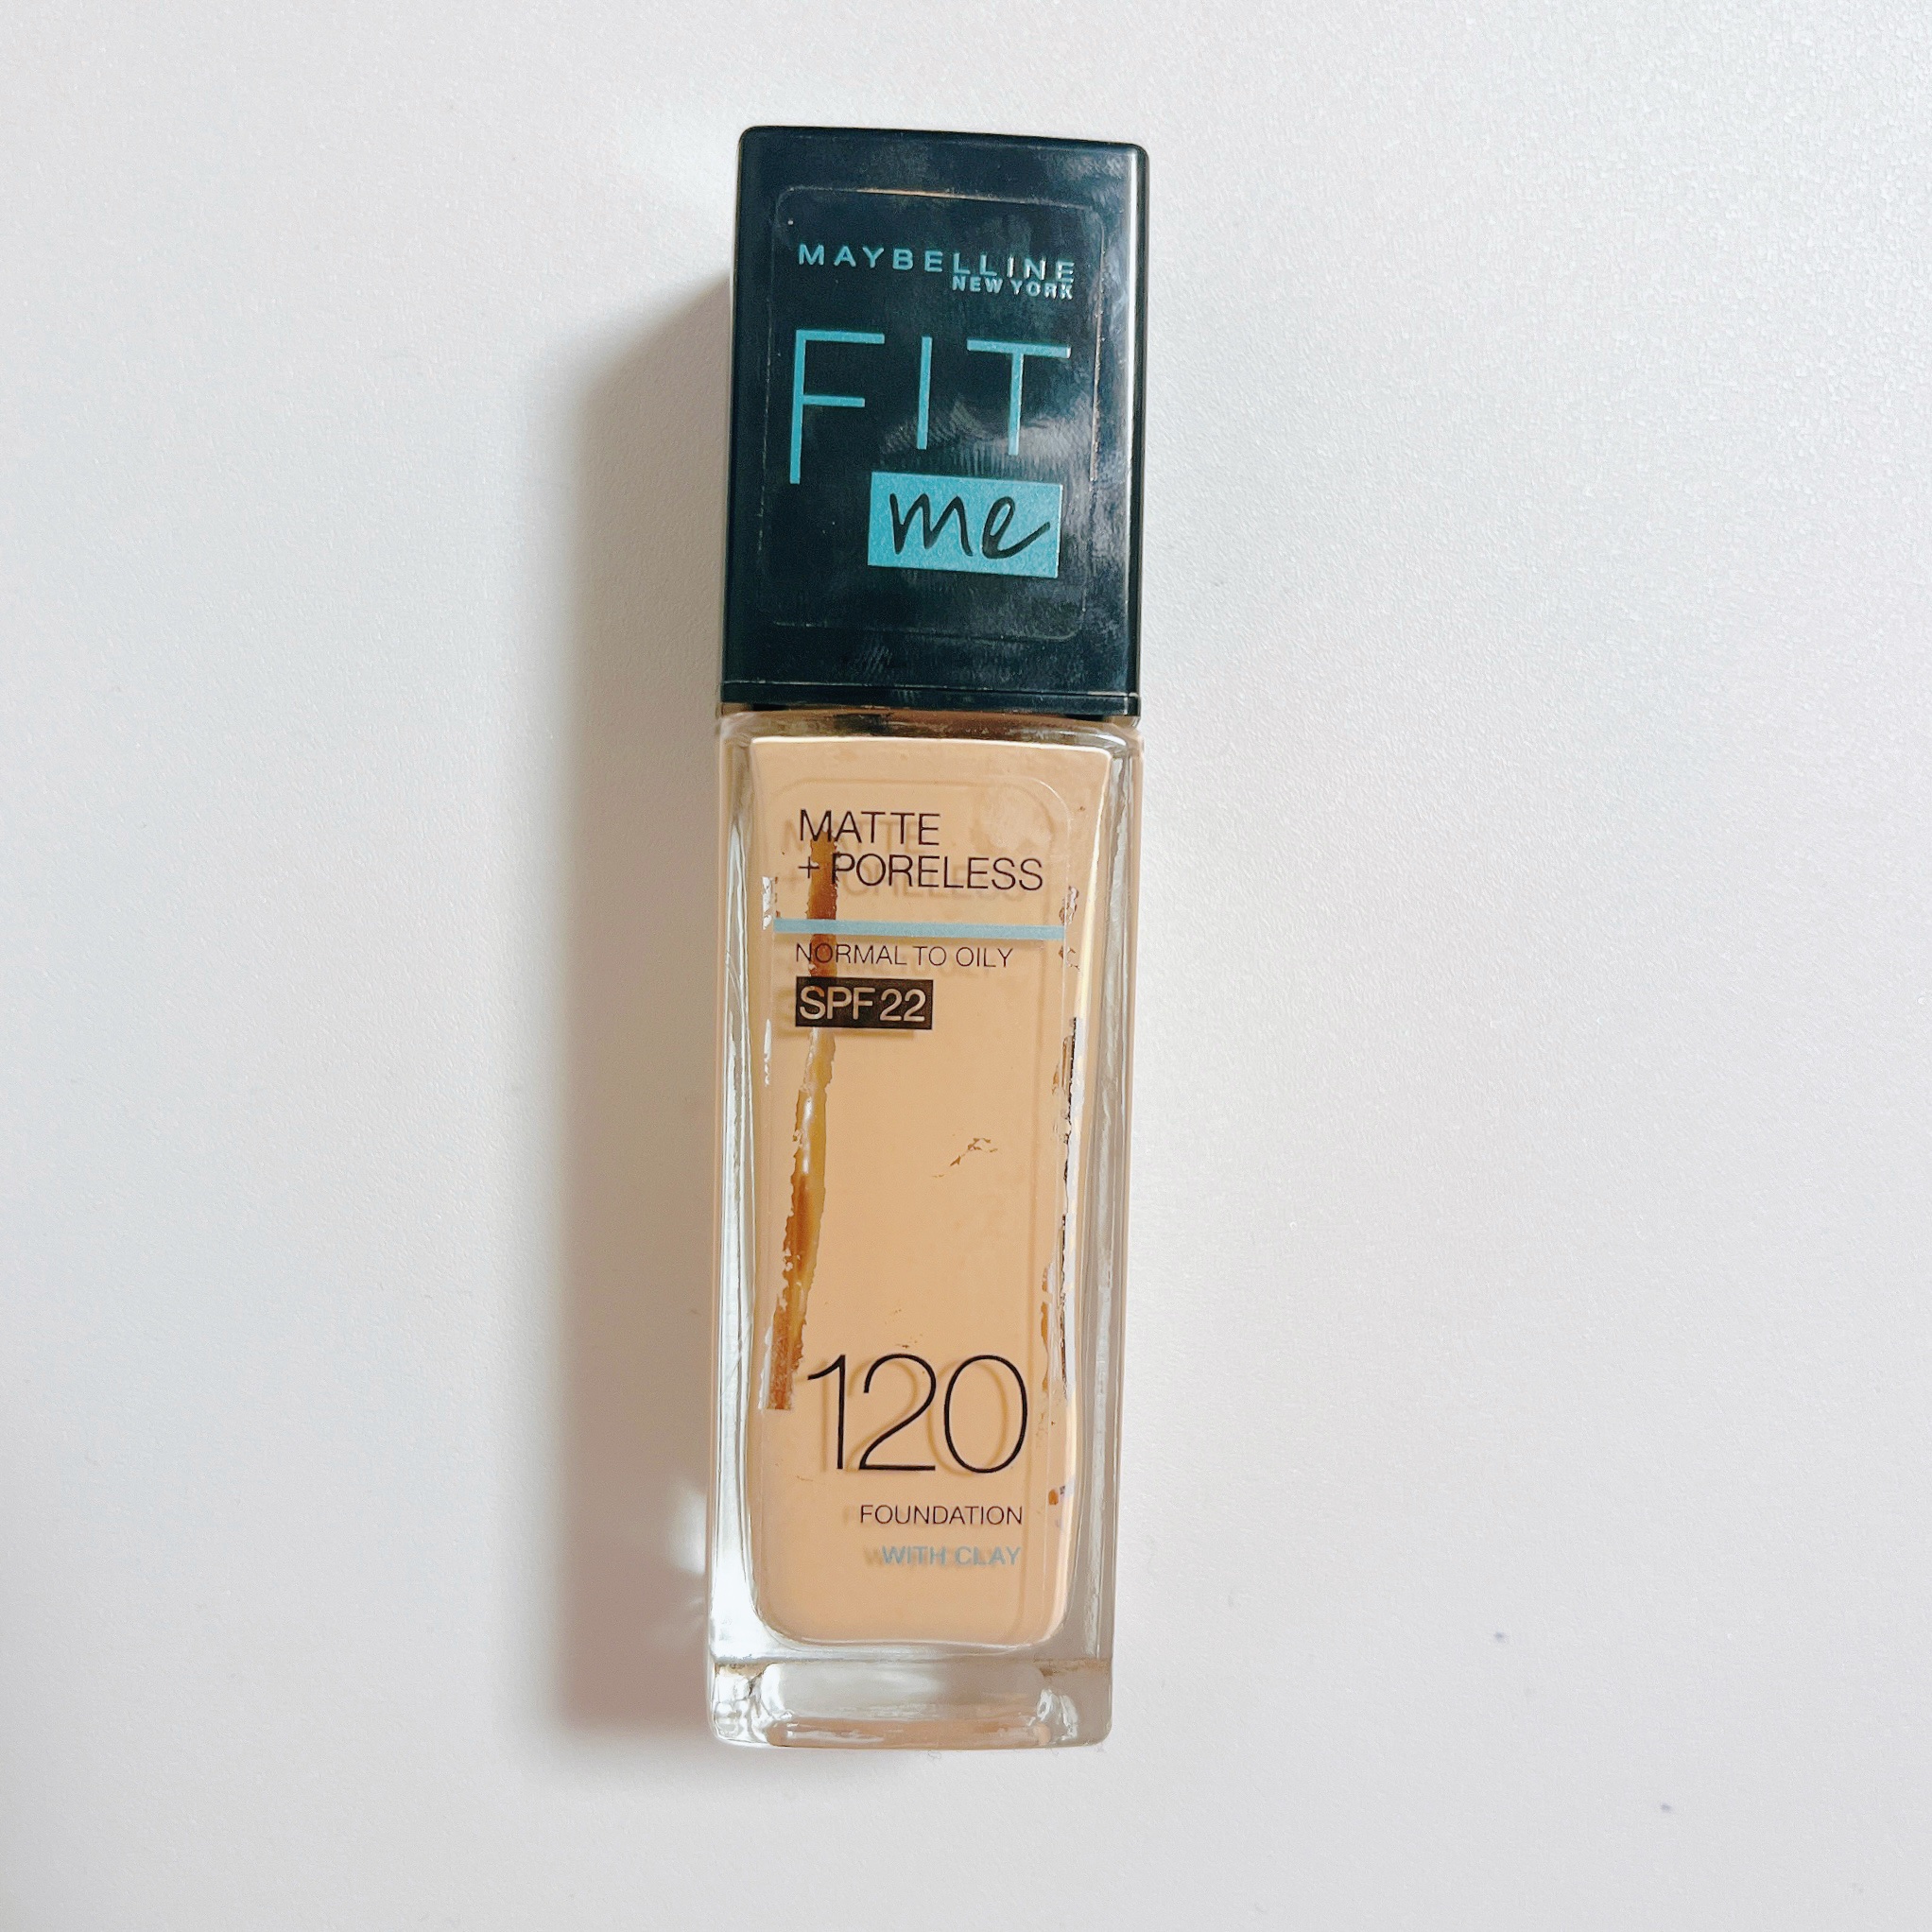 MAYBELLINE
NEW YORK
FIT
me
MATTE
+ PORELESS
NORMAL TO OILY
SPF 22
120
FOUNDATION
WITH CLAY